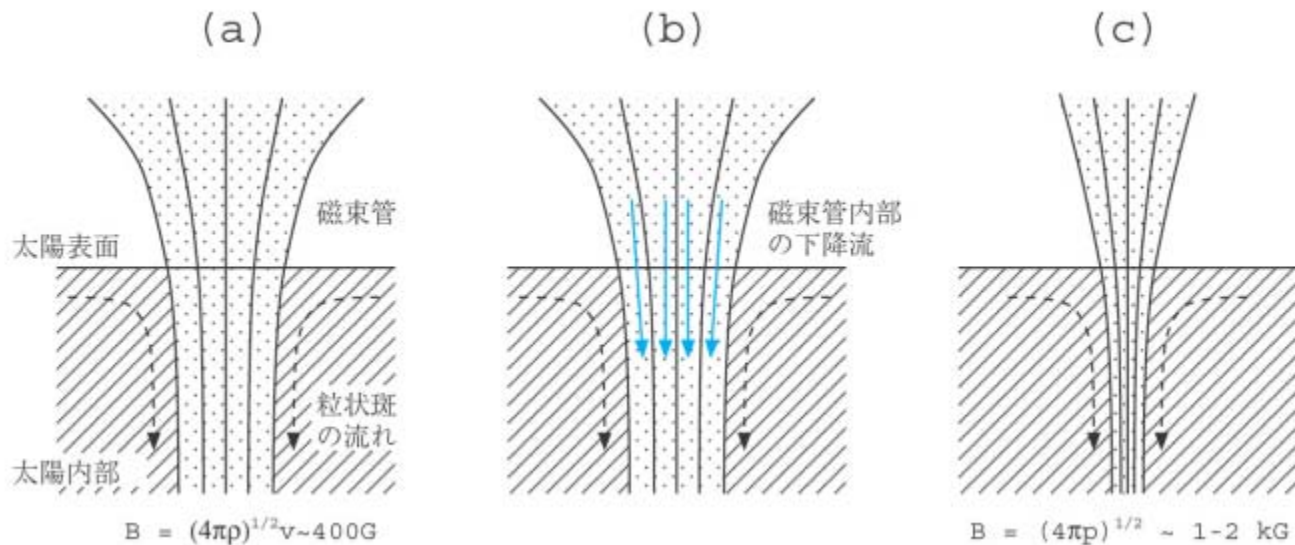 (a)
(b)
(c)
磁束管
太陽表面
磁束管内部
の下降流
粒状斑
の流れ
太陽内部
B = (4πρ)^{1/2}v~400G
B = (4πp)^{1/2} ~ 1-2 kG